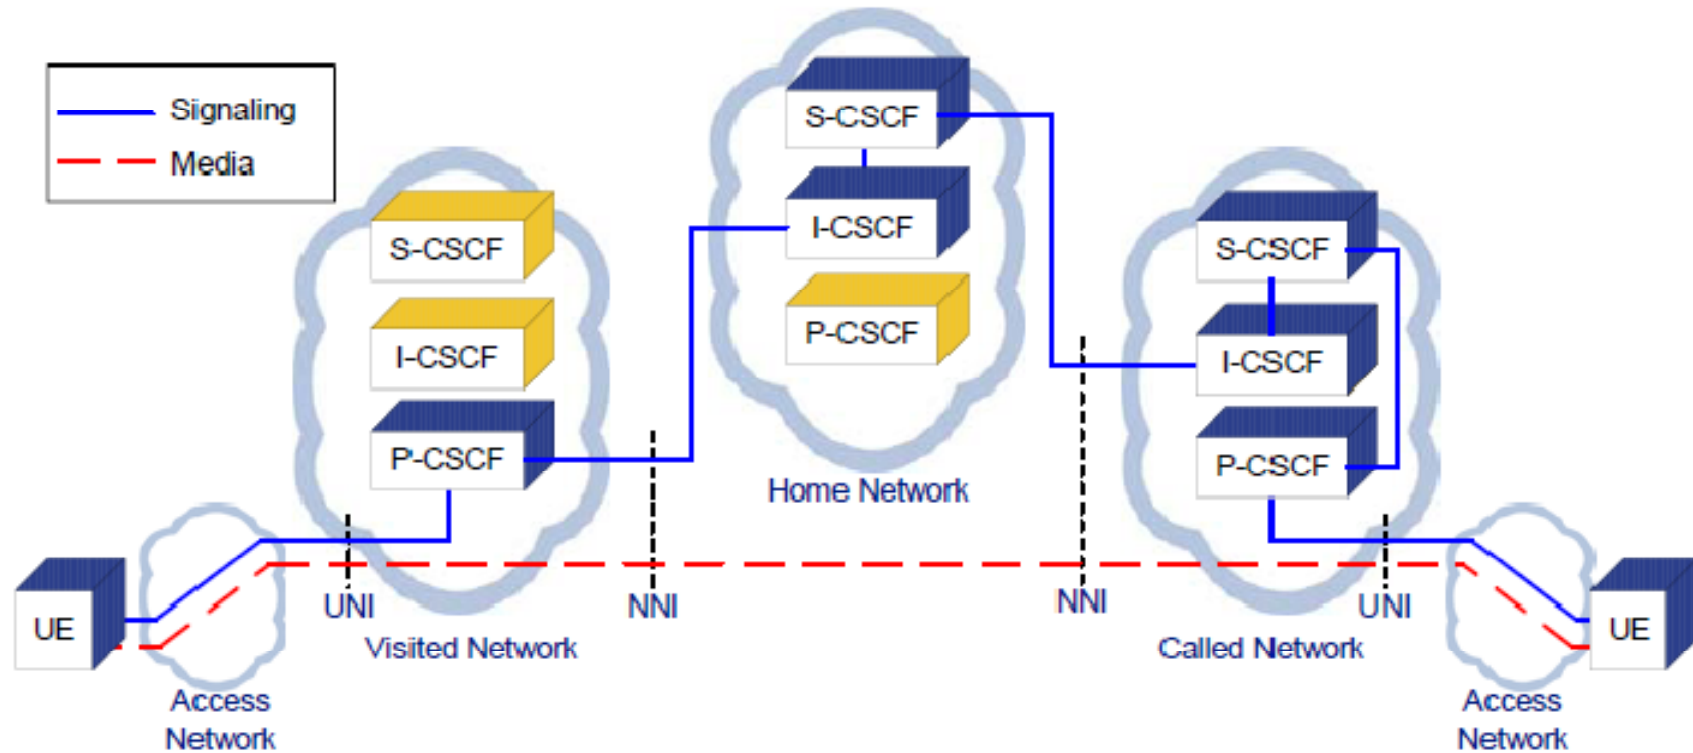 Signaling
Media
S-CSCF
I-CSCF
P-CSCF
Home Network
S-CSCF
I-CSCF
P-CSCF
Visited Network
S-CSCF
I-CSCF
P-CSCF
Called Network
UNI
NNI
NNI
UNI
UE
Access
Network
UE
Access
Network